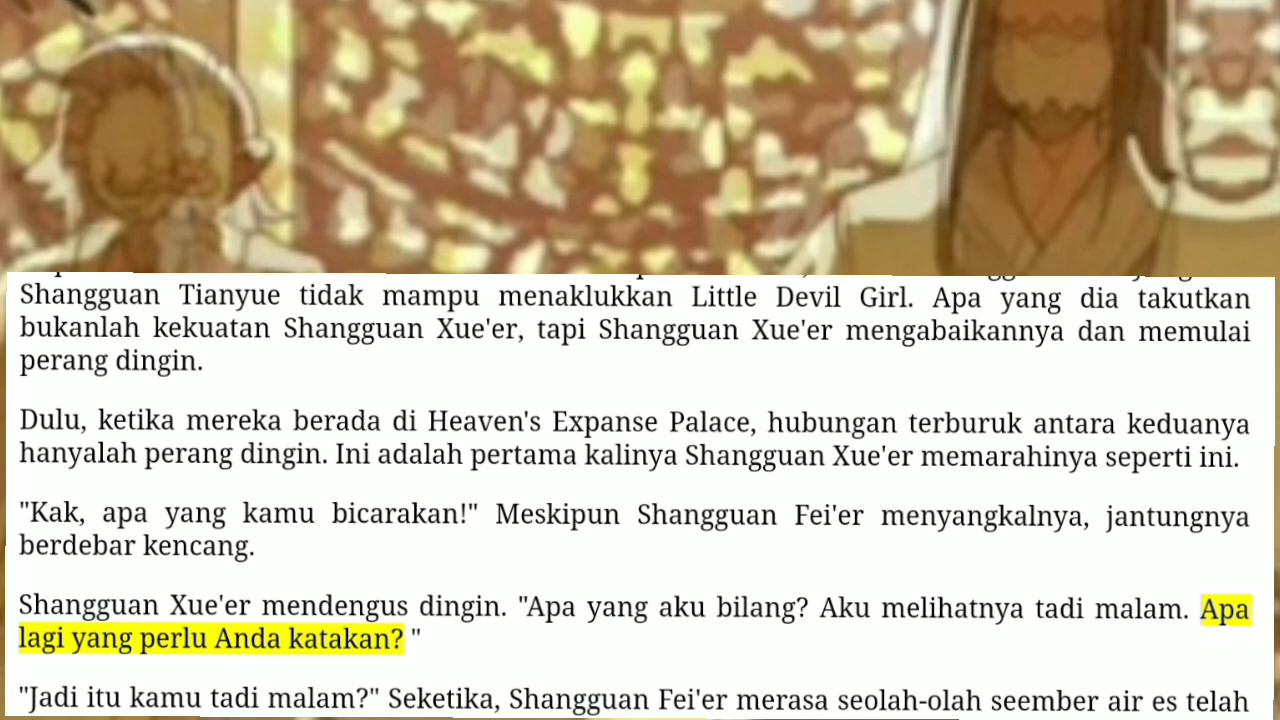 Shangguan Tianyue tidak mampu menaklukkan Little Devil Girl. Apa yang dia takutkan
bukanlah kekuatan Shangguan Xue'er, tapi Shangguan Xue'er mengabaikannya dan memulai
perang dingin.
Dulu, ketika mereka berada di Heaven's Expanse Palace, hubungan terburuk antara keduanya
hanyalah perang dingin. Ini adalah pertama kalinya Shangguan Xue'er memarahinya seperti ini.
"Kak, apa yang kamu bicarakan!" Meskipun Shangguan Fei'er menyangkalnya, jantungnya
berdebar kencang.
Shangguan Xue'er mendengus dingin. "Apa yang aku bilang? Aku melihatnya tadi malam. Apa
lagi yang perlu Anda katakan? "
"Jadi itu kamu tadi malam?" Seketika, Shangguan Fei'er merasa seolah-olah seember air es telah